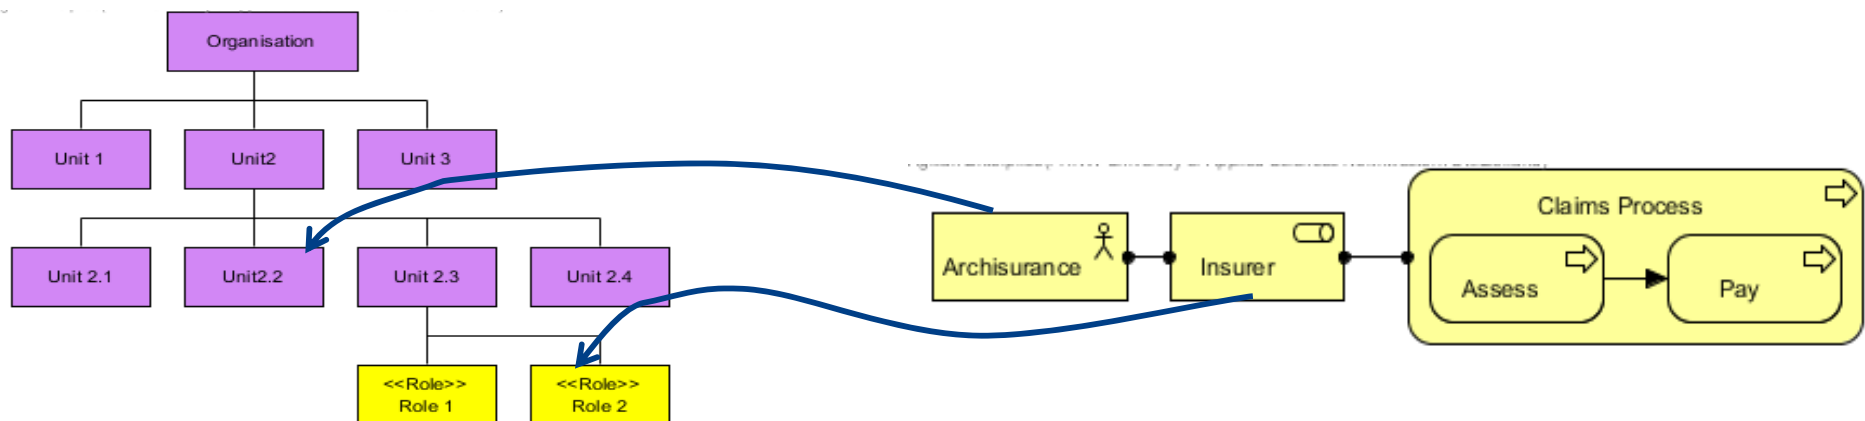 Organisation
Unit 1
Unit2
Unit 3
Unit 2.1
Unit2.2
Unit 2.3
Unit 2.4
<<Role>>
Role 1
<<Role>>
Role 2
Archisurance
Insurer
Claims Process
Assess
Pay